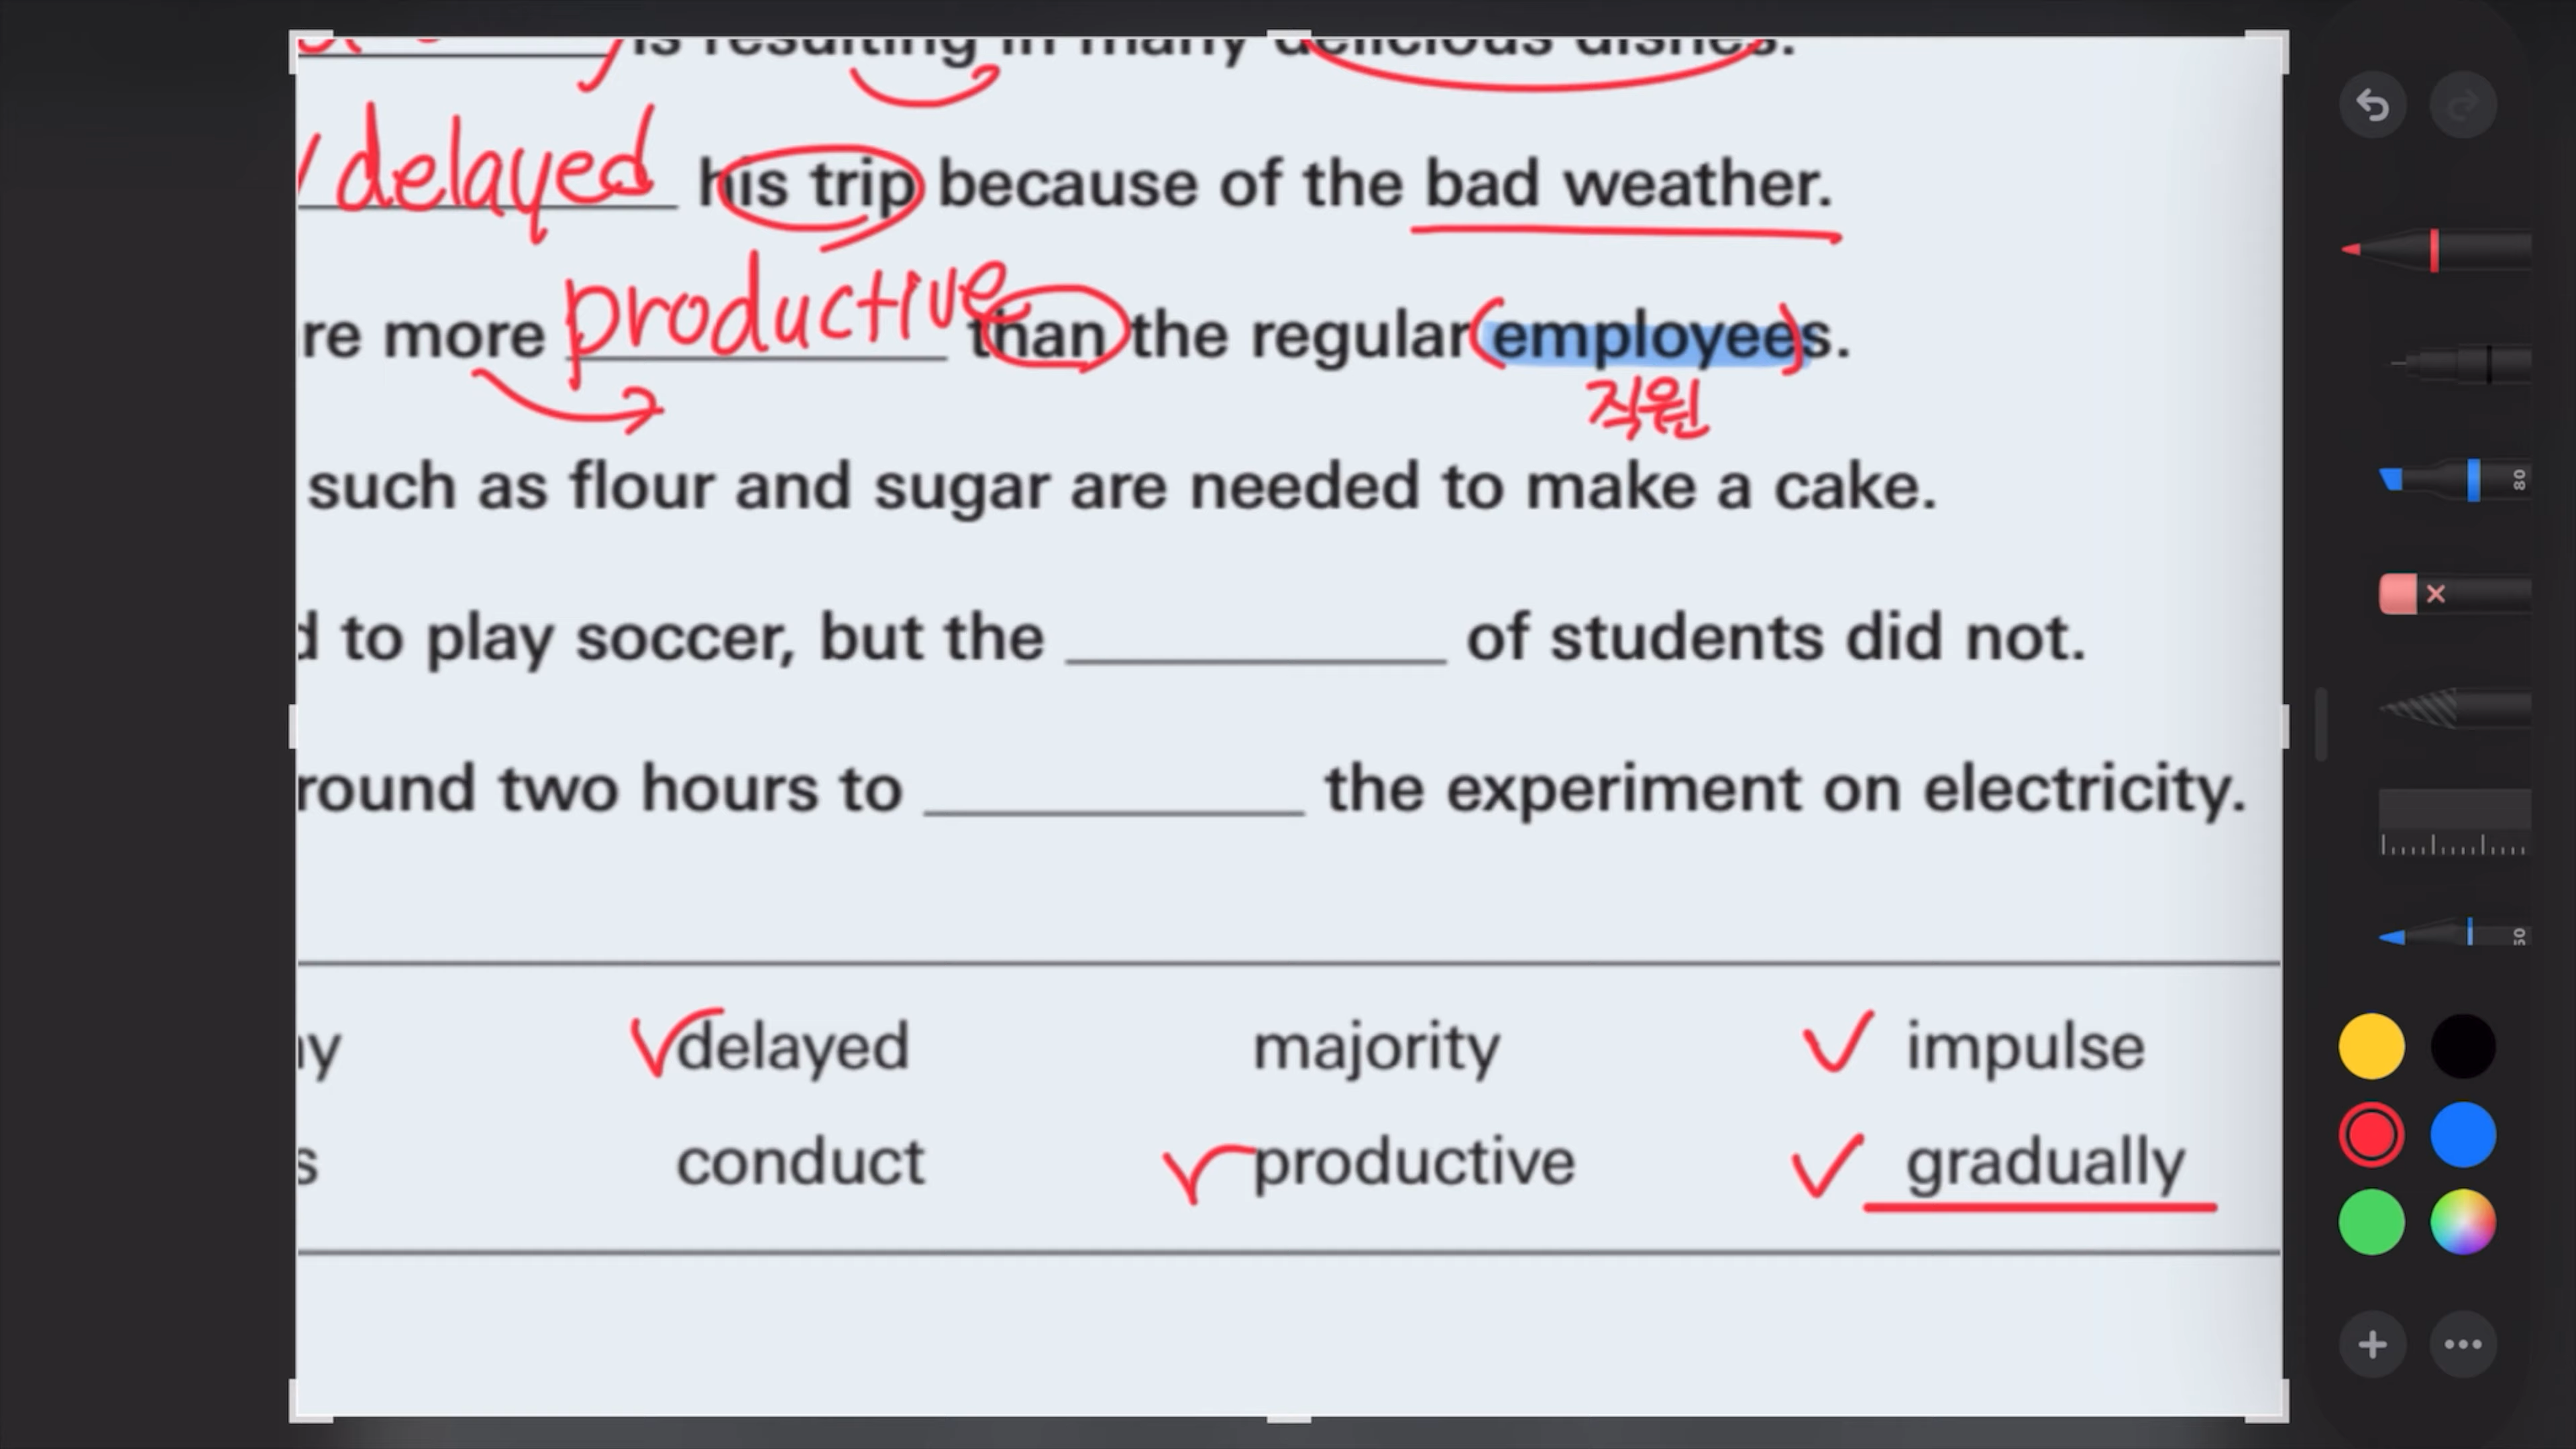 is resulting in many delicious dishes.
delayed his trip because of the bad weather.
re more productive than the regular (employees).
직원
such as flour and sugar are needed to make a cake.
d to play soccer, but the of students did not.
round two hours to the experiment on electricity.
y delayed majority impulse
s conduct productive gradually
80
50